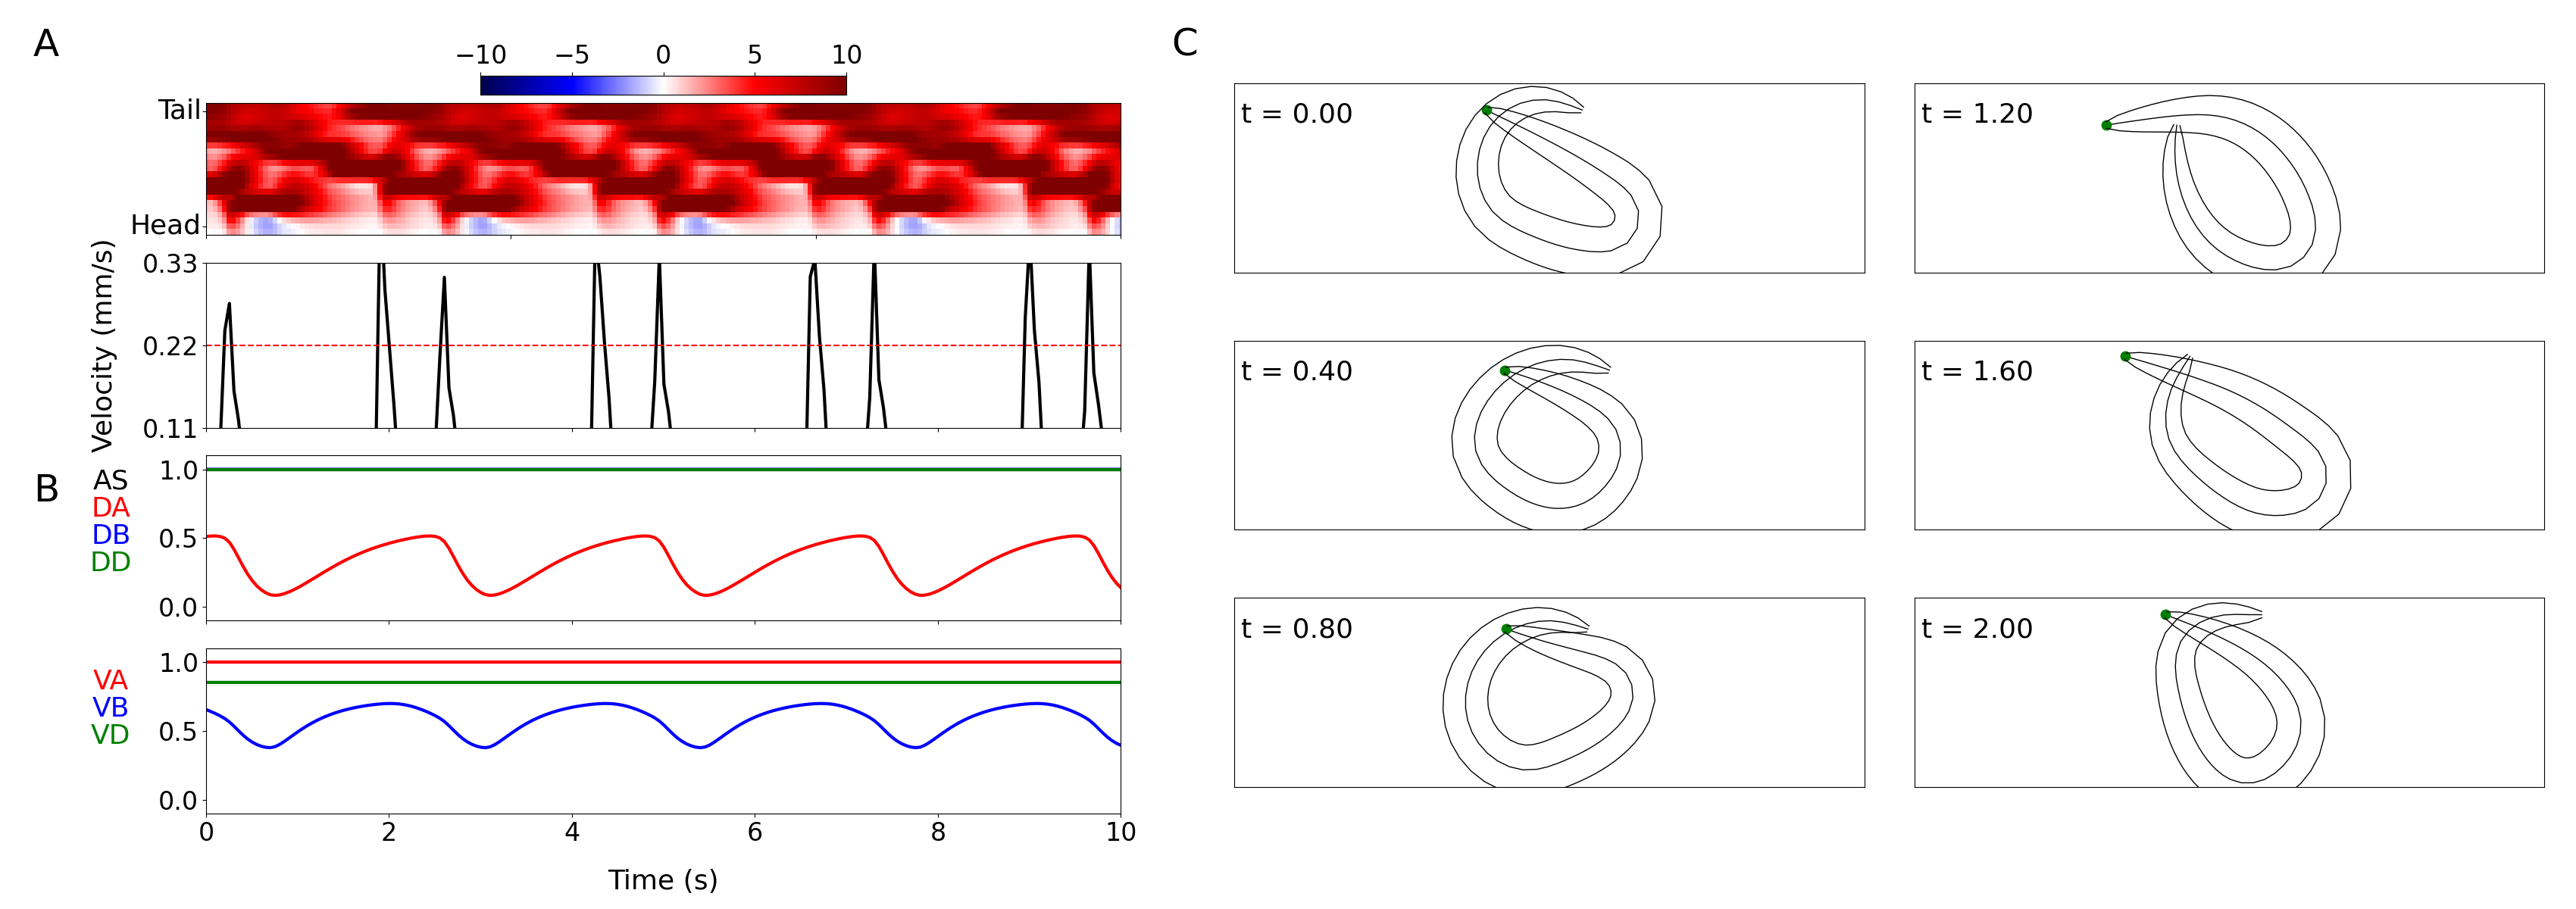 A
−10 −5 0 5 10
Tail
Head
Velocity (mm/s)
0.33
0.22
0.11
B
AS
DA
DB
DD
1.0
0.5
0.0
VA
VB
VD
1.0
0.5
0.0
0 2 4 6 8 10
Time (s)
C
t = 0.00
t = 1.20
t = 0.40
t = 1.60
t = 0.80
t = 2.00